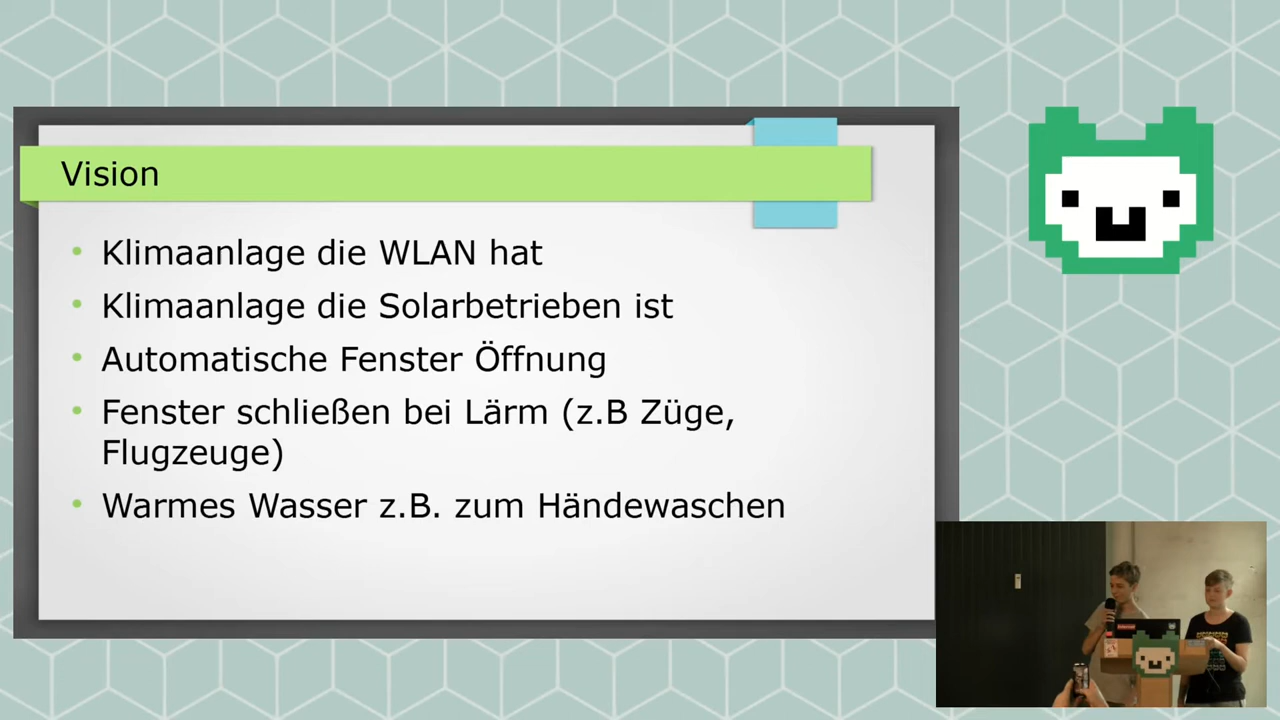 Vision
Klimaanlage die WLAN hat
Klimaanlage die Solarbetrieben ist
Automatische Fenster Öffnung
Fenster schließen bei Lärm (z.B Züge,
Flugzeuge)
Warmes Wasser z.B. zum Händewaschen